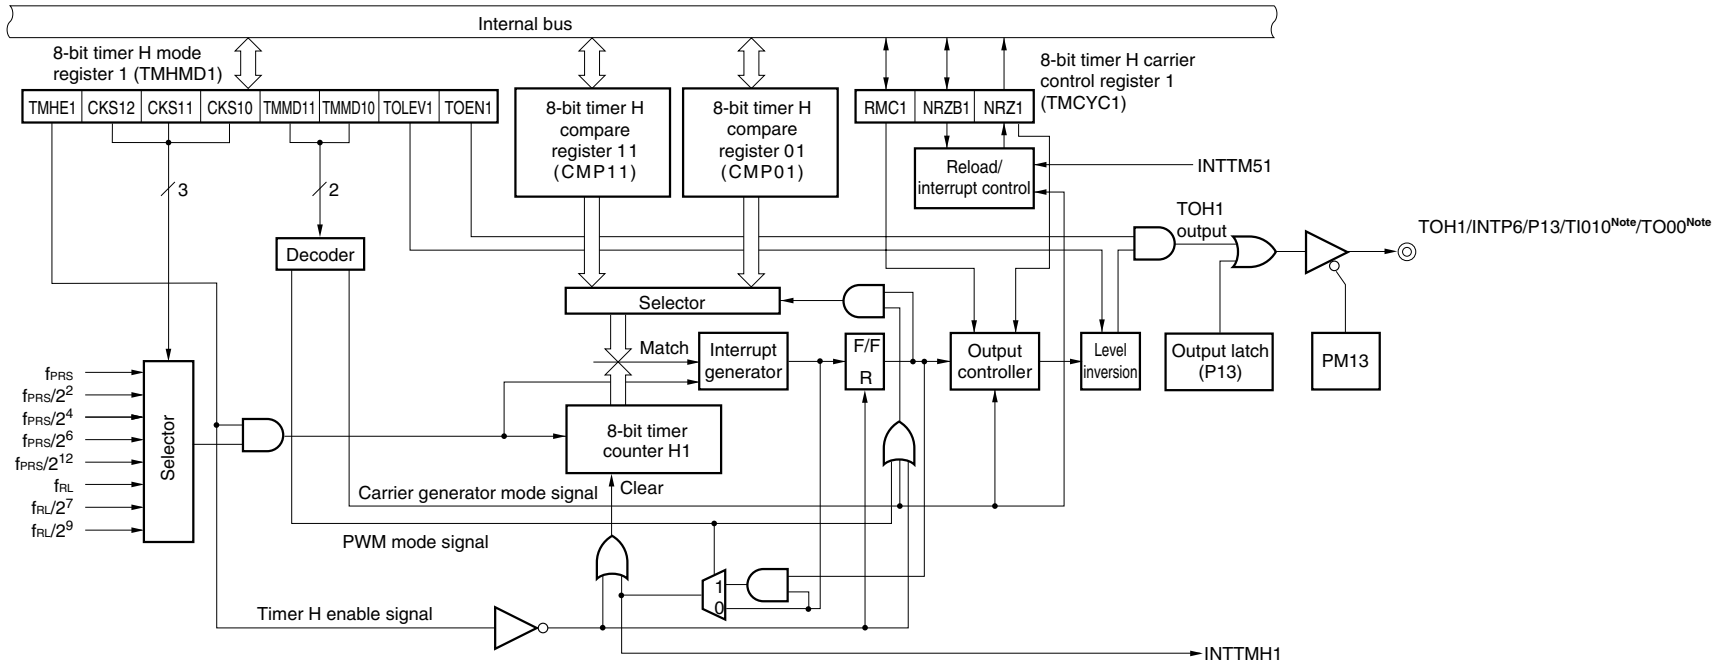 Internal bus
8-bit timer H mode
register 1 (TMHMD1)
8-bit timer H carrier
control register 1
(TMCYC1)
TMHE1 CKS12 CKS11 CKS10 TMMD11 TMMD10 TOLEV1 TOEN1
8-bit timer H
compare
register 11
(CMP11)
8-bit timer H
compare
register 01
(CMP01)
RMC1 NRZB1 NRZ1
Reload/
interrupt control
INTTM51
3
2
Decoder
TOH1
output
TOH1/INTP6/P13/TI010Note/TO00Note
Selector
Match
Interrupt
generator
F/F
R
Output
controller
Level
inversion
Output latch
(P13)
PM13
fPRS
fPRS/2²
fPRS/2⁴
fPRS/2⁶
fPRS/2¹²
fRL
fRL/2⁷
fRL/2⁹
Selector
8-bit timer
counter H1
Carrier generator mode signal
Clear
PWM mode signal
1
0
Timer H enable signal
INTTMH1